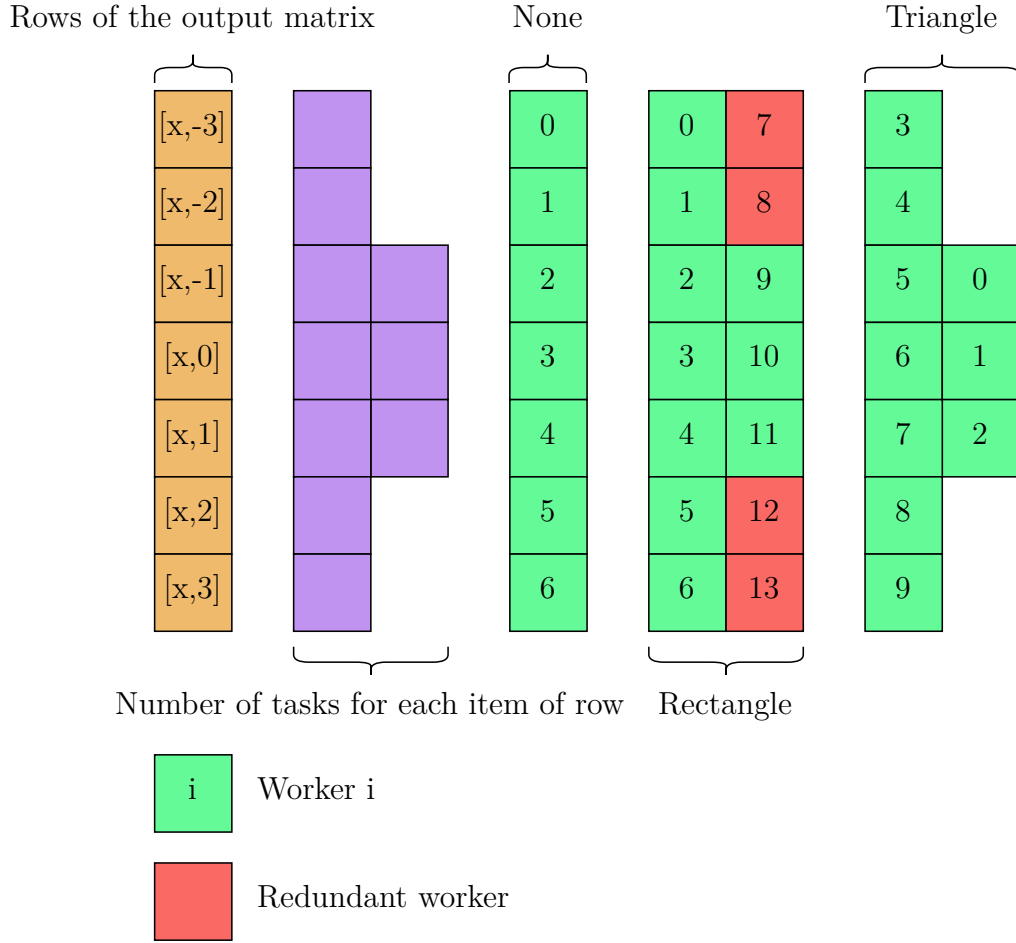 Rows of the output matrix None Triangle
[x,-3] 0 0 7 3
[x,-2] 1 1 8 4
[x,-1] 2 2 9 5 0
[x,0] 3 3 10 6 1
[x,1] 4 4 11 7 2
[x,2] 5 5 12 8
[x,3] 6 6 13 9
Number of tasks for each item of row Rectangle
i Worker i
Redundant worker